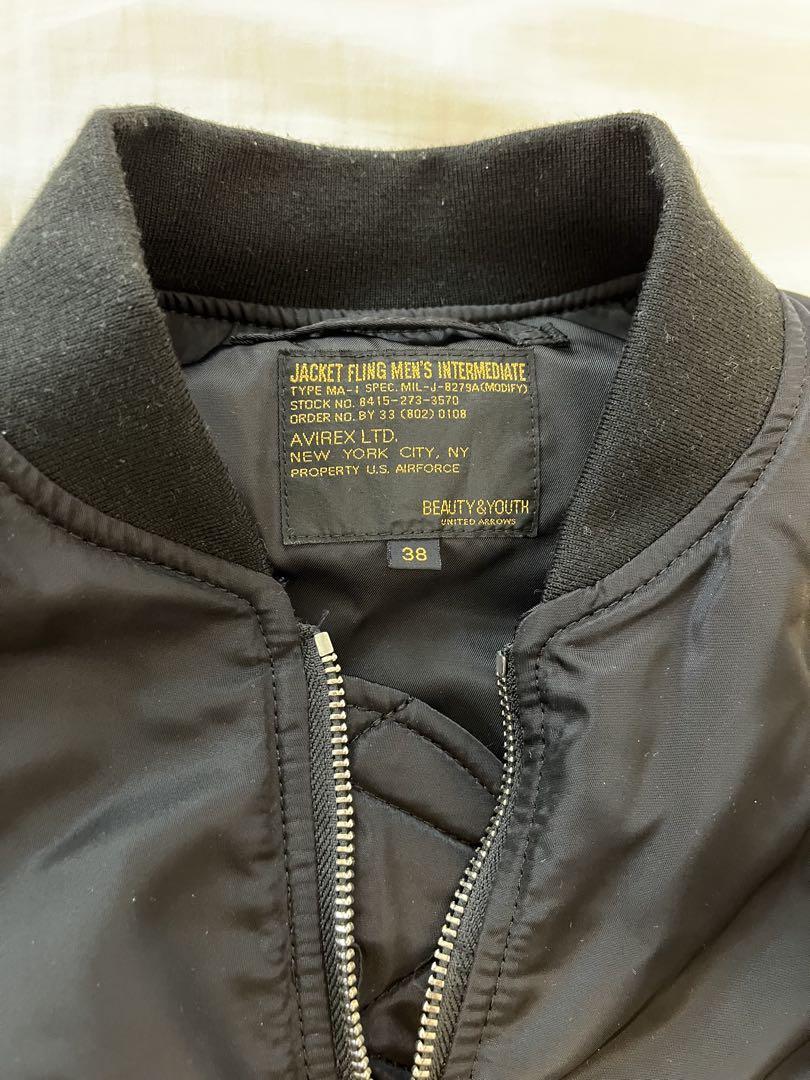 JACKET FLING MEN'S INTERMEDIATE
TYPE MA-1 SPEC. MIL-J-8279A(MODIFY)
STOCK NO. 8415-273-3570
ORDER NO. BY 33 (802) 0108
AVIREX LTD.
NEW YORK CITY, NY
PROPERTY U.S. AIRFORCE
BEAUTY&YOUTH
UNITED ARROWS
38